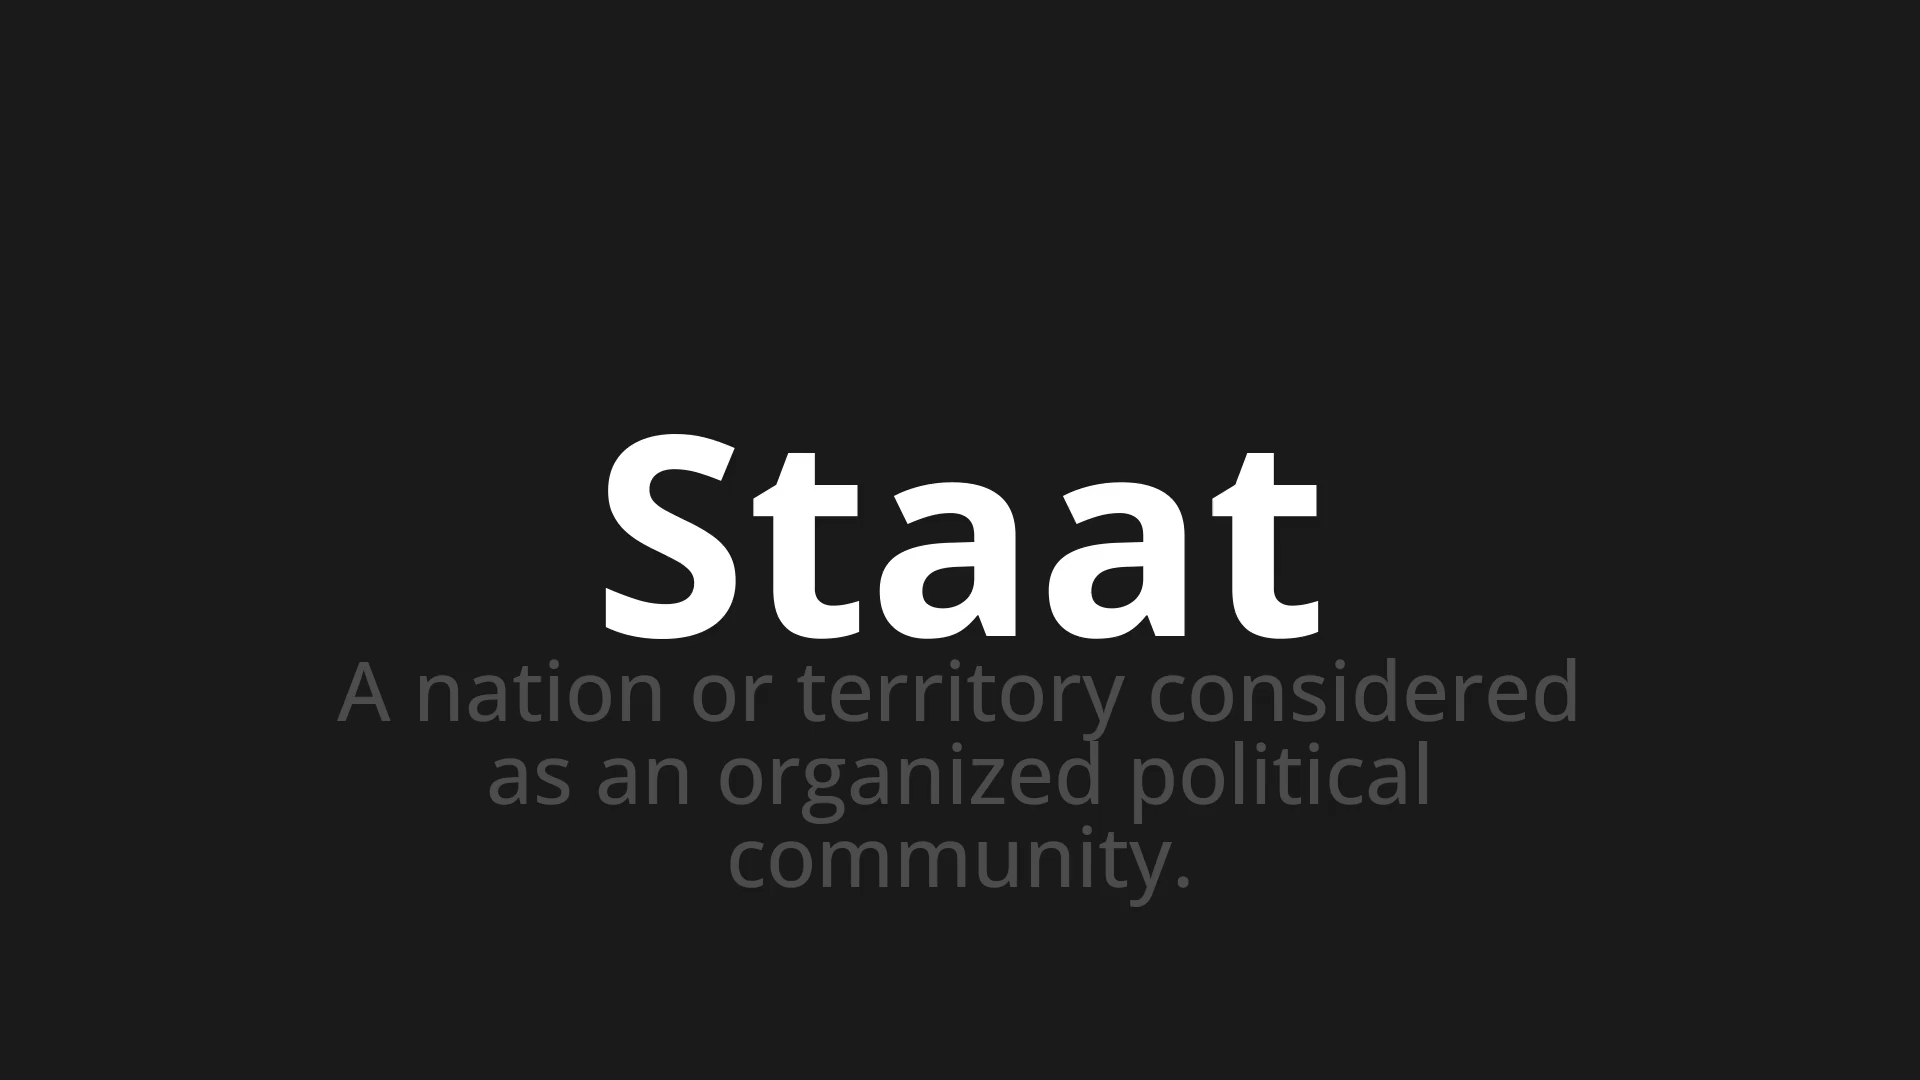 Staat
A nation or territory considered
as an organized political
community.